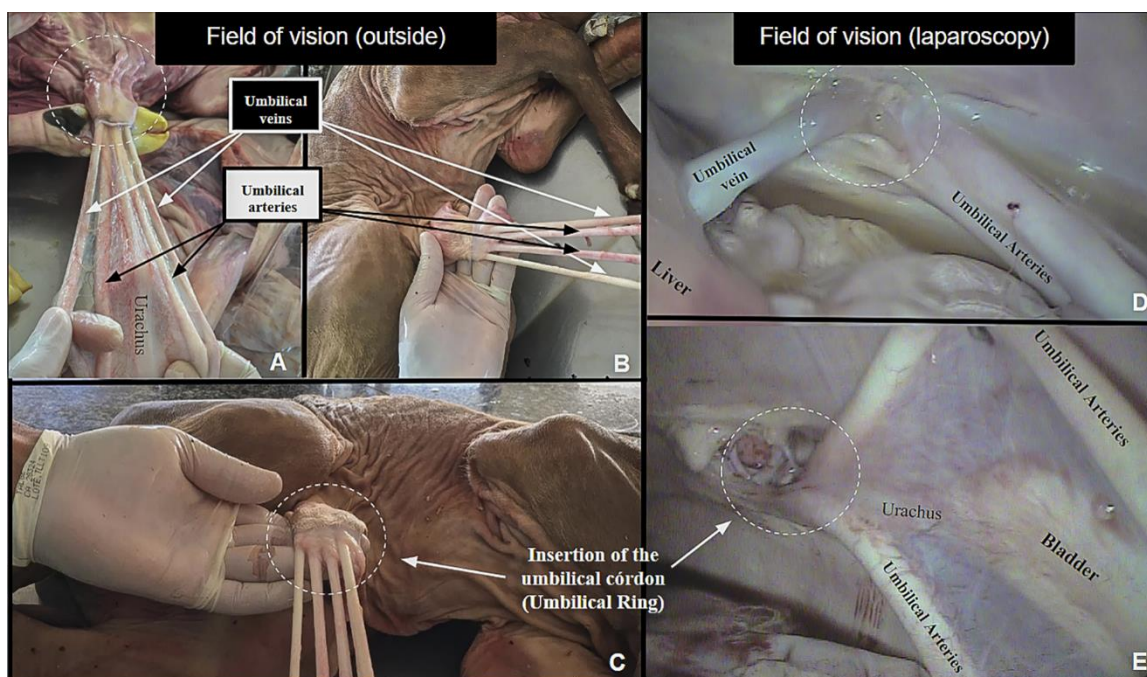 Field of vision (outside)
Field of vision (laparoscopy)
Umbilical
veins
Umbilical
arteries
Urachus
A
B
Umbilical
vein
Umbilical Arteries
Liver
D
C
Insertion of the
umbilical córdon
(Umbilical Ring)
Umbilical Arteries
Urachus
Bladder
Umbilical Arteries
E